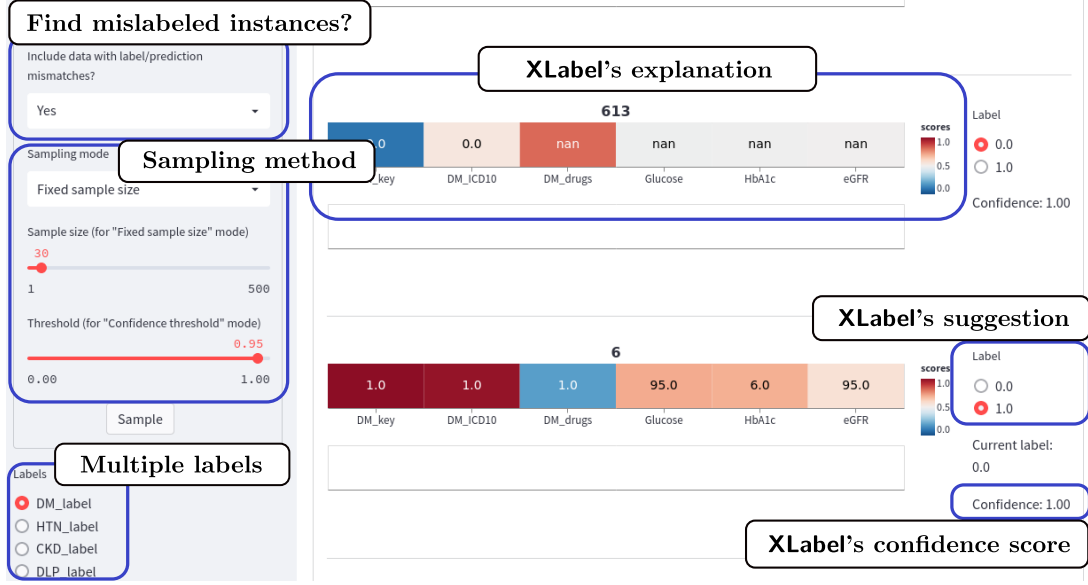 Find mislabeled instances?
Include data with label/prediction
mismatches?
Yes
Sampling mode
Sampling method
Fixed sample size
Sample size (for "Fixed sample size" mode)
30
1 500
Threshold (for "Confidence threshold" mode)
0.95
0.00 1.00
Sample
Multiple labels
Labels
DM_label
HTN_label
CKD_label
DLP_label
XLabel's explanation
613
.0 0.0 nan nan nan nan
_key DM_ICD10 DM_drugs Glucose HbA1c eGFR
scores
1.0
0.5
0.0
Label
0.0
1.0
Confidence: 1.00
XLabel's suggestion
6
1.0 1.0 1.0 95.0 6.0 95.0
DM_key DM_ICD10 DM_drugs Glucose HbA1c eGFR
scores
1.0
0.5
0.0
Label
0.0
1.0
Current label:
0.0
Confidence: 1.00
XLabel's confidence score